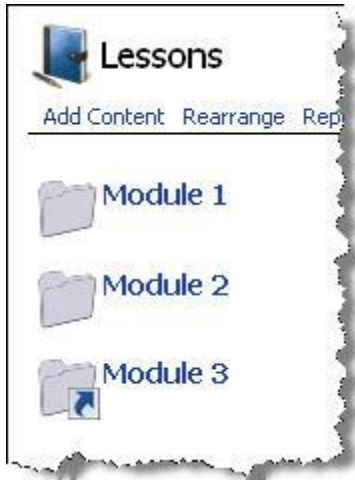 Lessons
Add Content Rearrange Rep
Module 1
Module 2
Module 3